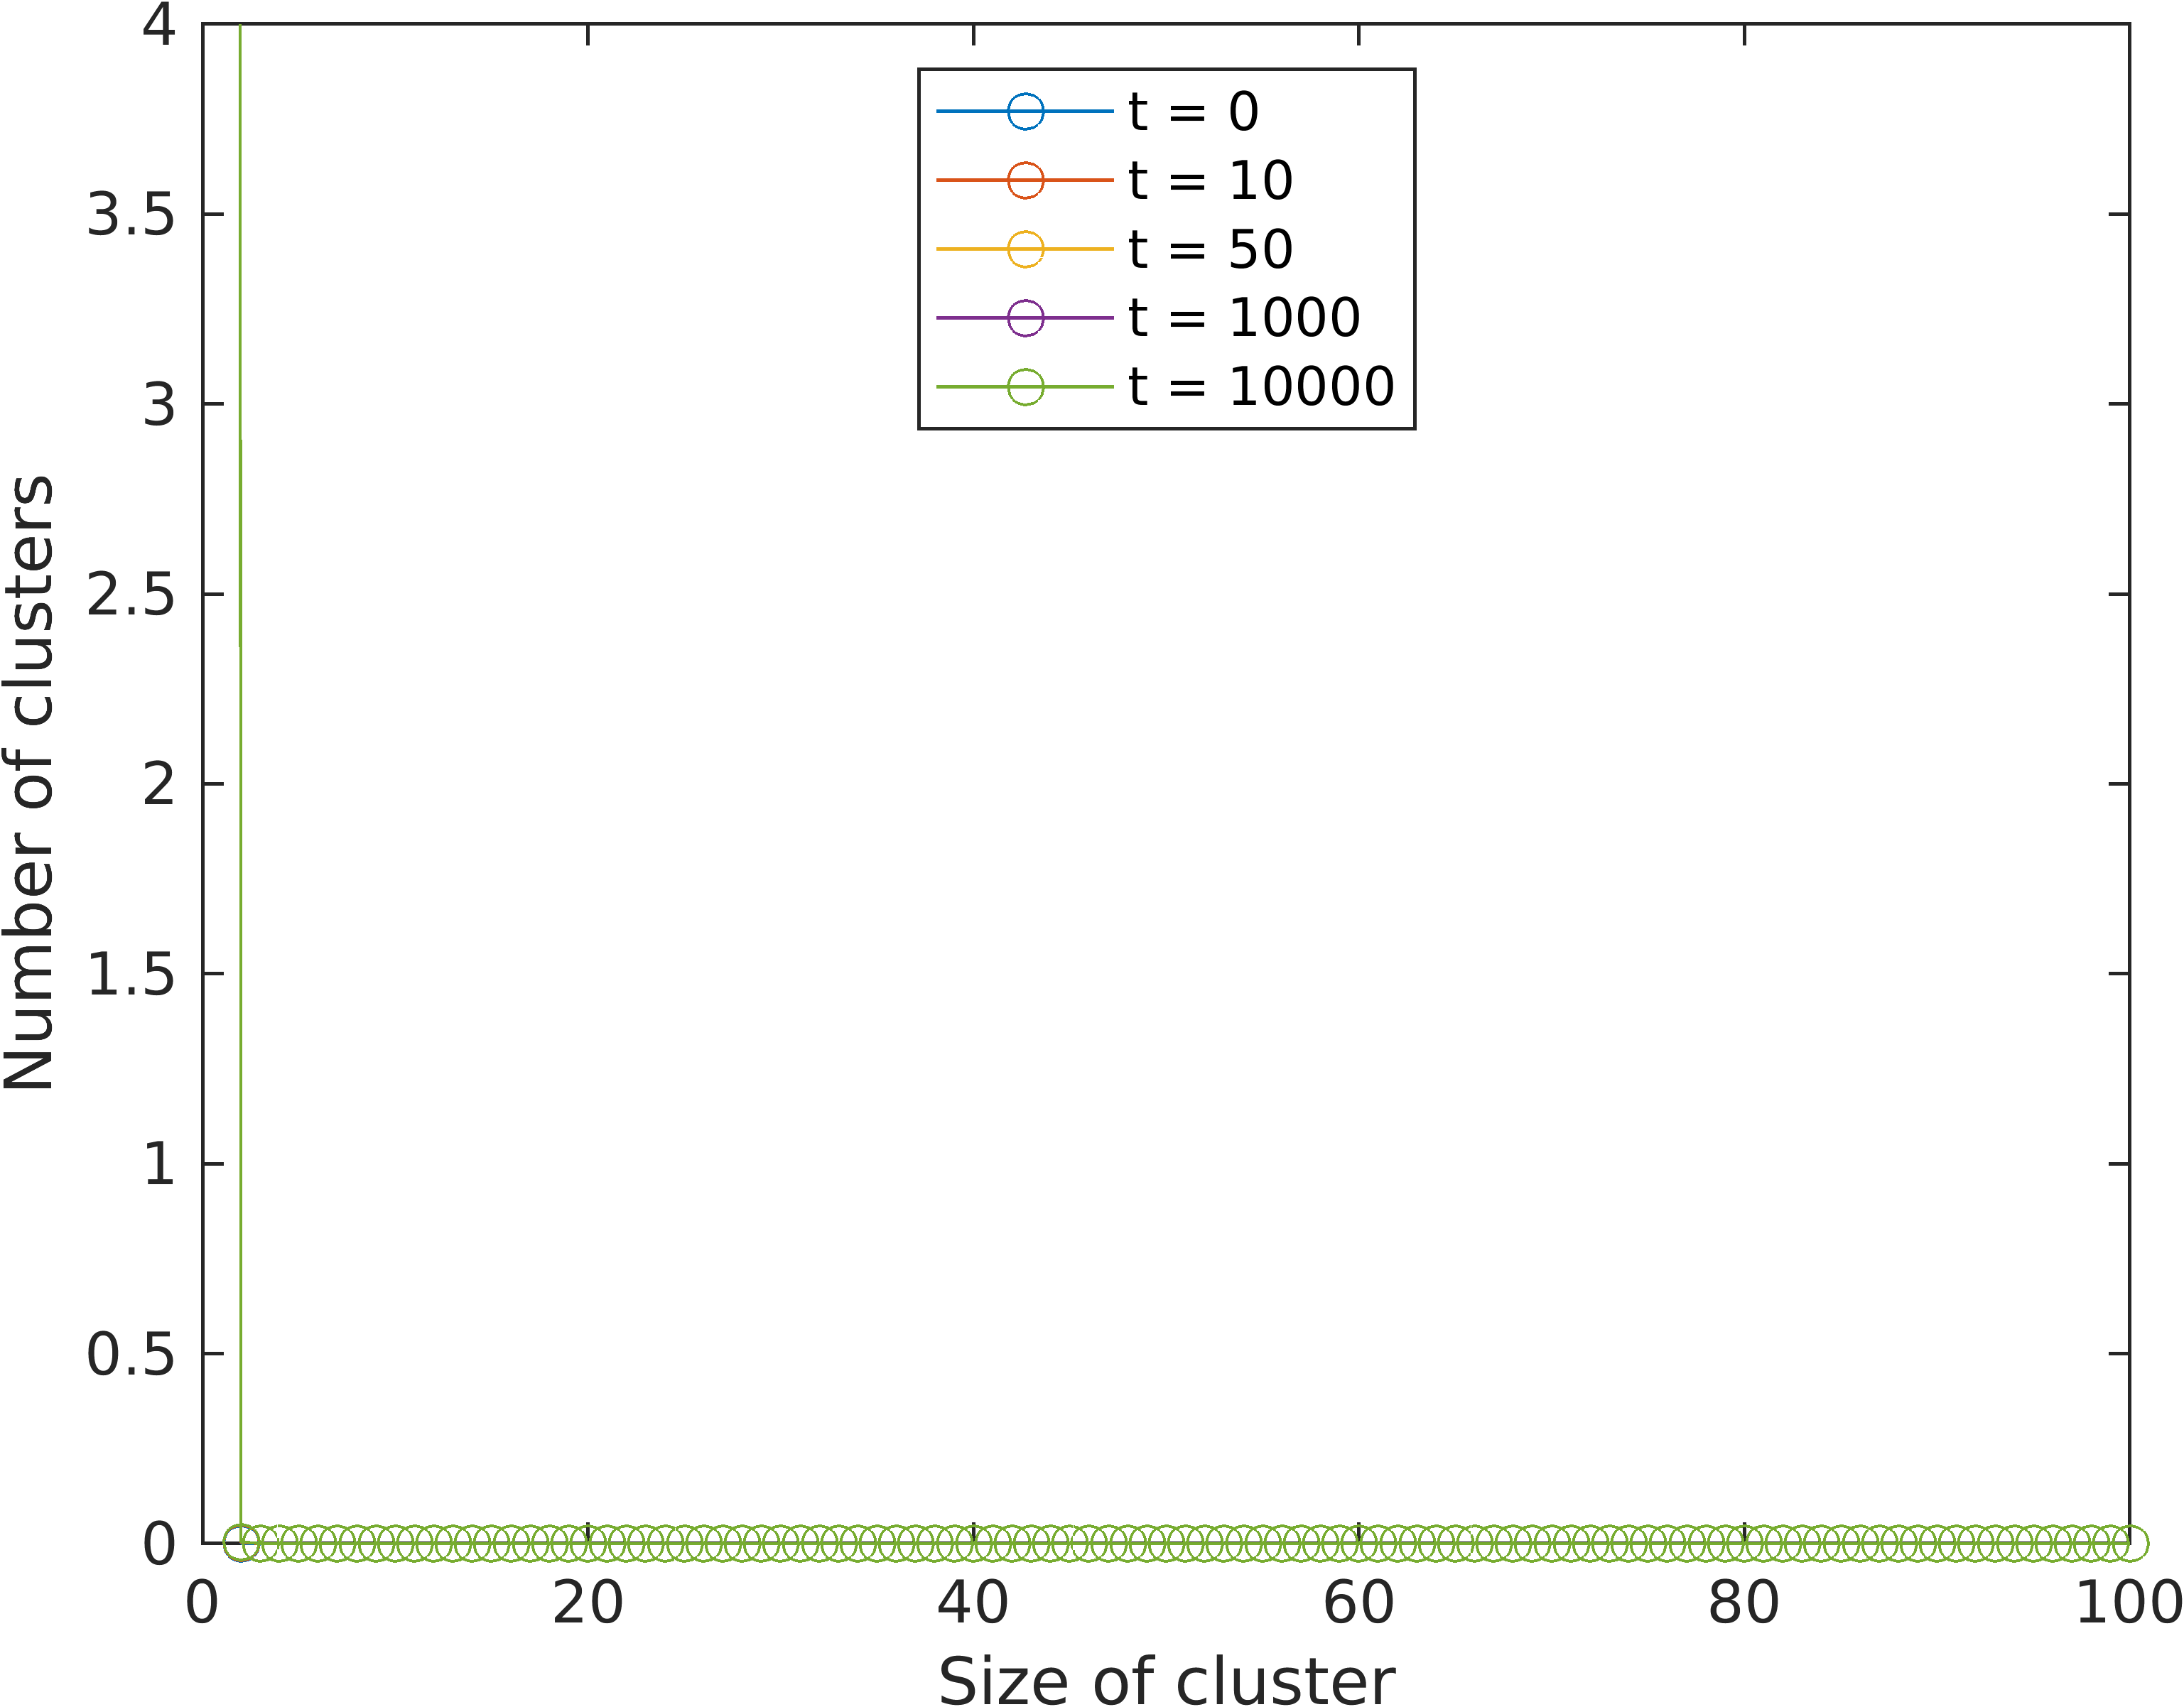 4
3.5
3
2.5
2
1.5
1
0.5
0
Number of clusters
t = 0
t = 10
t = 50
t = 1000
t = 10000
0 20 40 60 80 100
Size of cluster